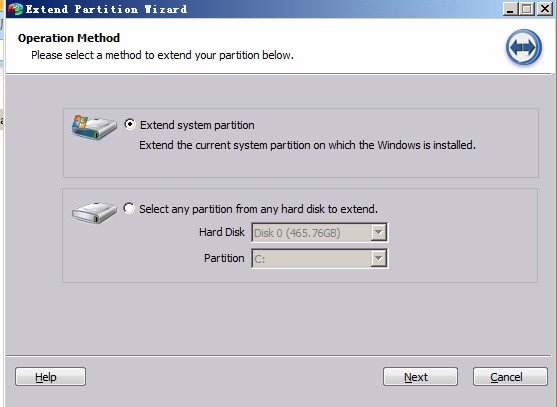 Extend Partition Wizard
Operation Method
Please select a method to extend your partition below.
Extend system partition
Extend the current system partition on which the Windows is installed.
Select any partition from any hard disk to extend.
Hard Disk Disk 0 (465.76GB)
Partition C:
Help Next Cancel